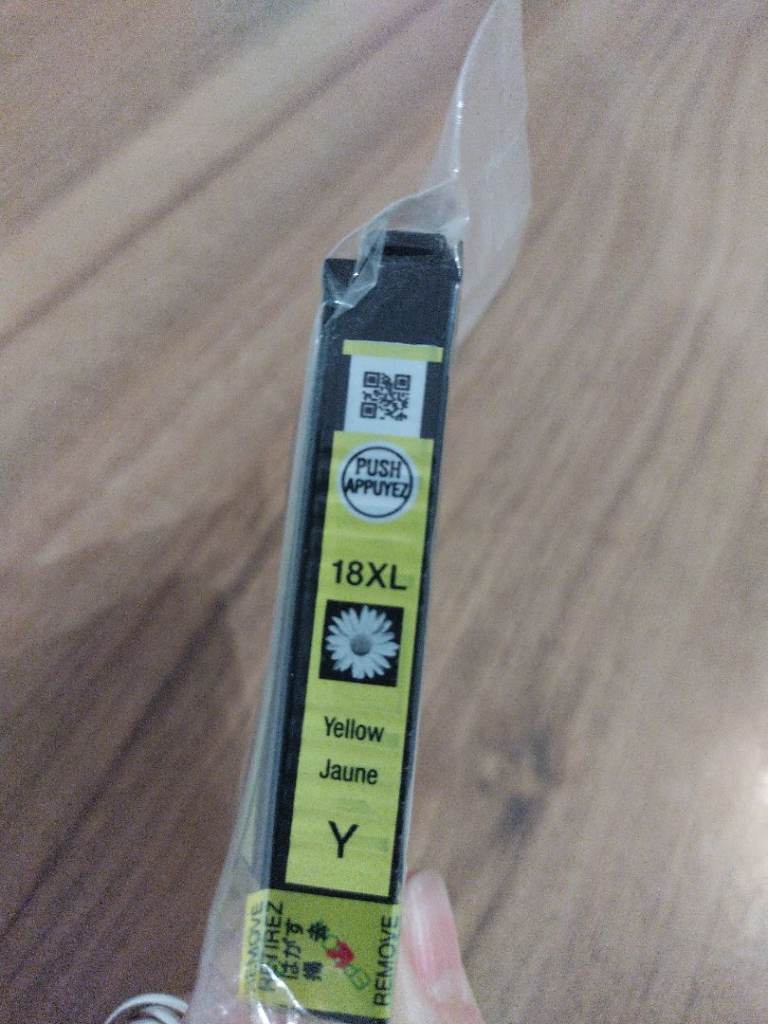 PUSH
APPUYEZ
18XL
Yellow
Jaune
Y
REMOVE
RETIREZ
はがす
REMOVE